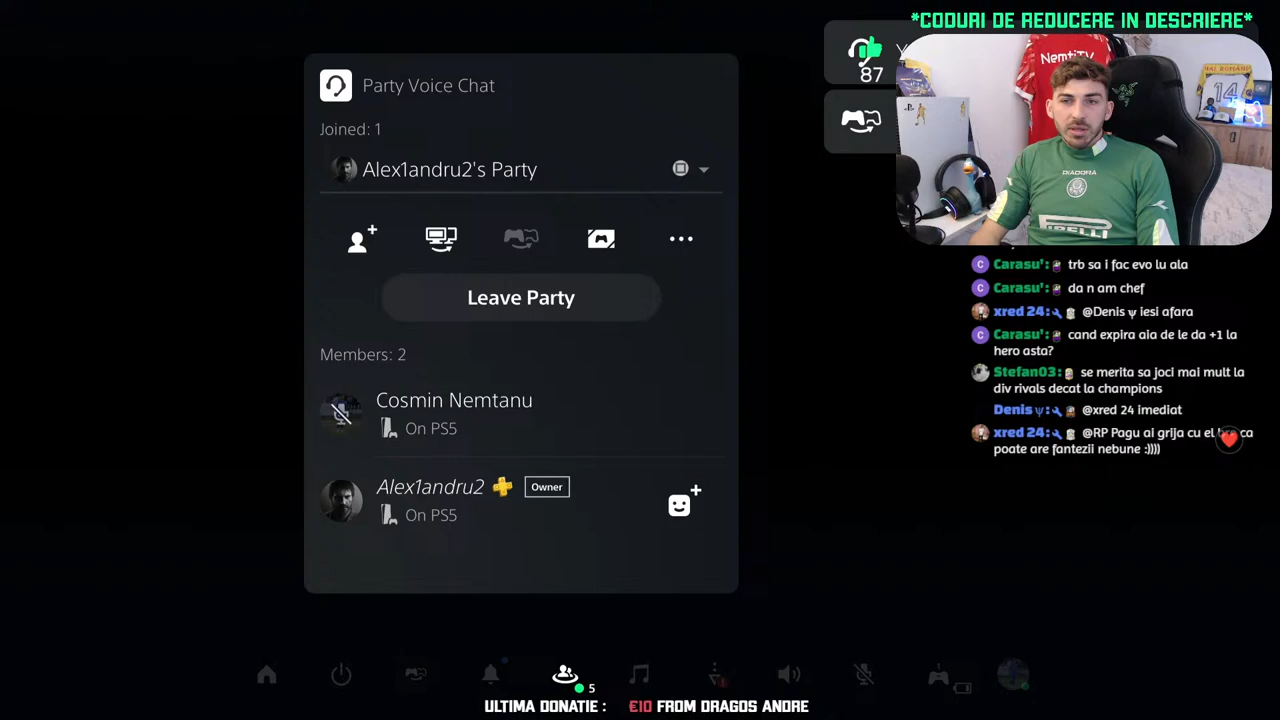 *CODURI DE REDUCERE IN DESCRIERE*
Party Voice Chat
Joined: 1
Alex1andru2's Party
Leave Party
Members: 2
Cosmin Nemtanu
On PS5
Alex1andru2
Owner
On PS5
87
NemtiTV
14
DIADORA
PIRELLI
Carasu': trb sa i fac evo lu ala
Carasu': da n am chef
xred 24: @Denis ψ iesi afara
Carasu': cand expira aia de le da +1 la
hero asta?
Stefan03: se merita sa joci mai mult la
div rivals decat la champions
Denis ψ: @xred 24 imediat
xred 24: @RP Pagu ai grija cu el ca
poate are fantezii nebune :))))
5
ULTIMA DONATIE : €10 FROM DRAGOS ANDRE